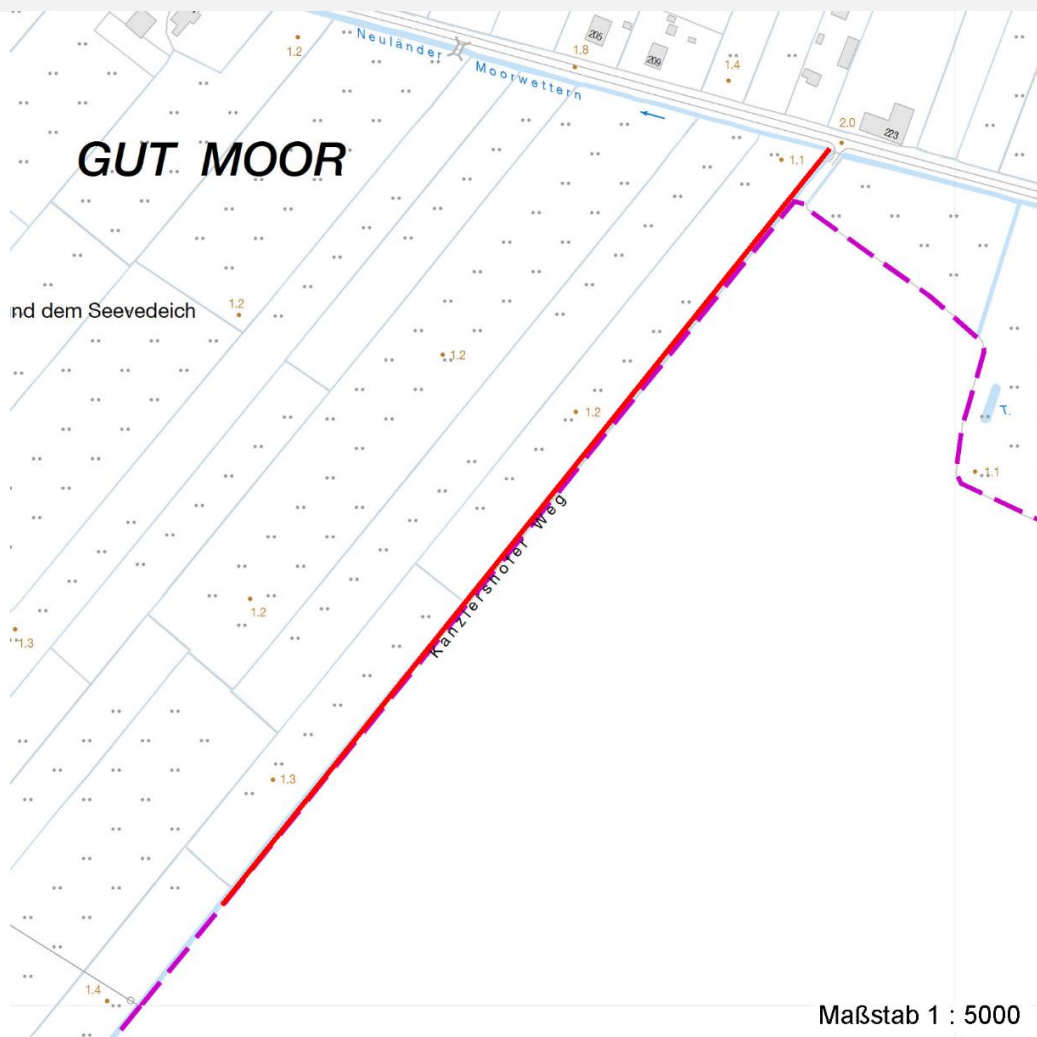 Neuländer
Moorwettern
1.2
1.8
205
209
1.4
2.0
223
1.1
GUT MOOR
und dem Seevedeich
1.2
1.2
1.2
T.
1.1
Kanzlershofer Weg
1.2
1.3
1.3
1.4
Maßstab 1 : 5000